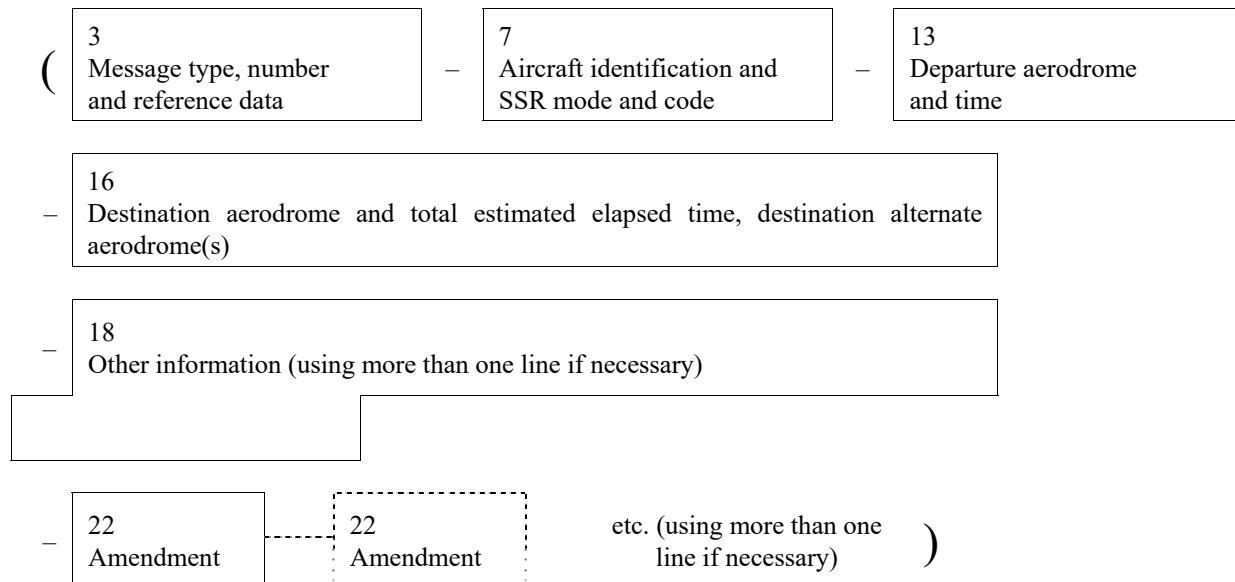 ( 3 – 7 – 13
Message type, number Aircraft identification and Departure aerodrome
and reference data SSR mode and code and time
16
– Destination aerodrome and total estimated elapsed time, destination alternate
aerodrome(s)
18
– Other information (using more than one line if necessary)
22 22 etc. (using more than one
– Amendment Amendment line if necessary) )